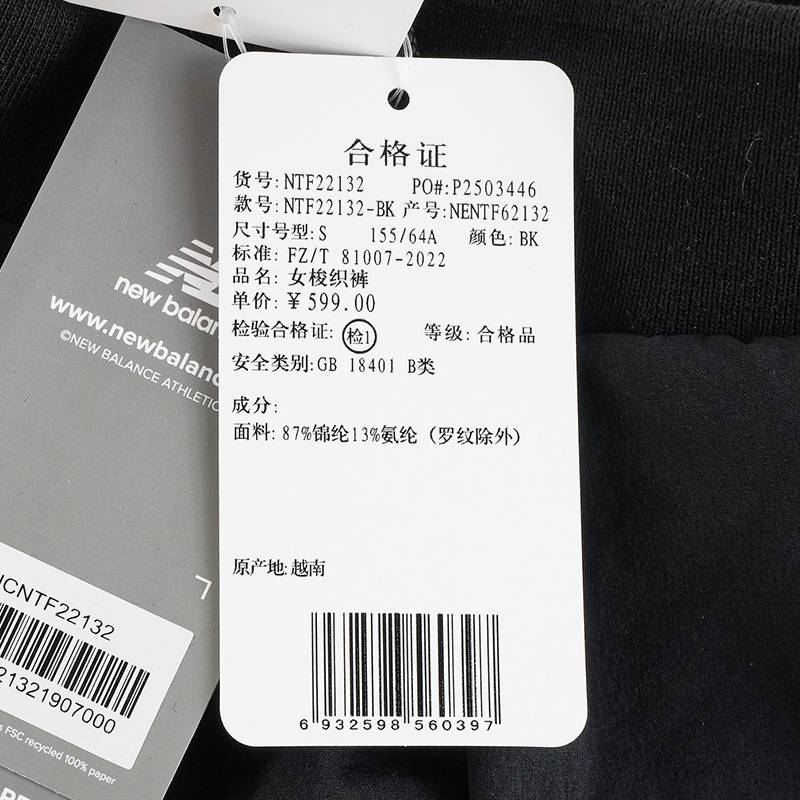 合格证
货号: NTF22132 PO#:P2503446
款号: NTF22132-BK 产号: NENTF62132
尺寸号型: S 155/64A 颜色: BK
标准: FZ/T 81007-2022
品名: 女梭织裤
单价: ¥599.00
检验合格证: 检1 等级: 合格品
安全类别: GB 18401 B类
成分:
面料: 87%锦纶13%氨纶 (罗纹除外)
原产地: 越南
6 932598 560397
new balance
www.newbalanc
©NEW BALANCE ATHLETIC
CNTF22132
21321907000
FSC recycled 100% paper